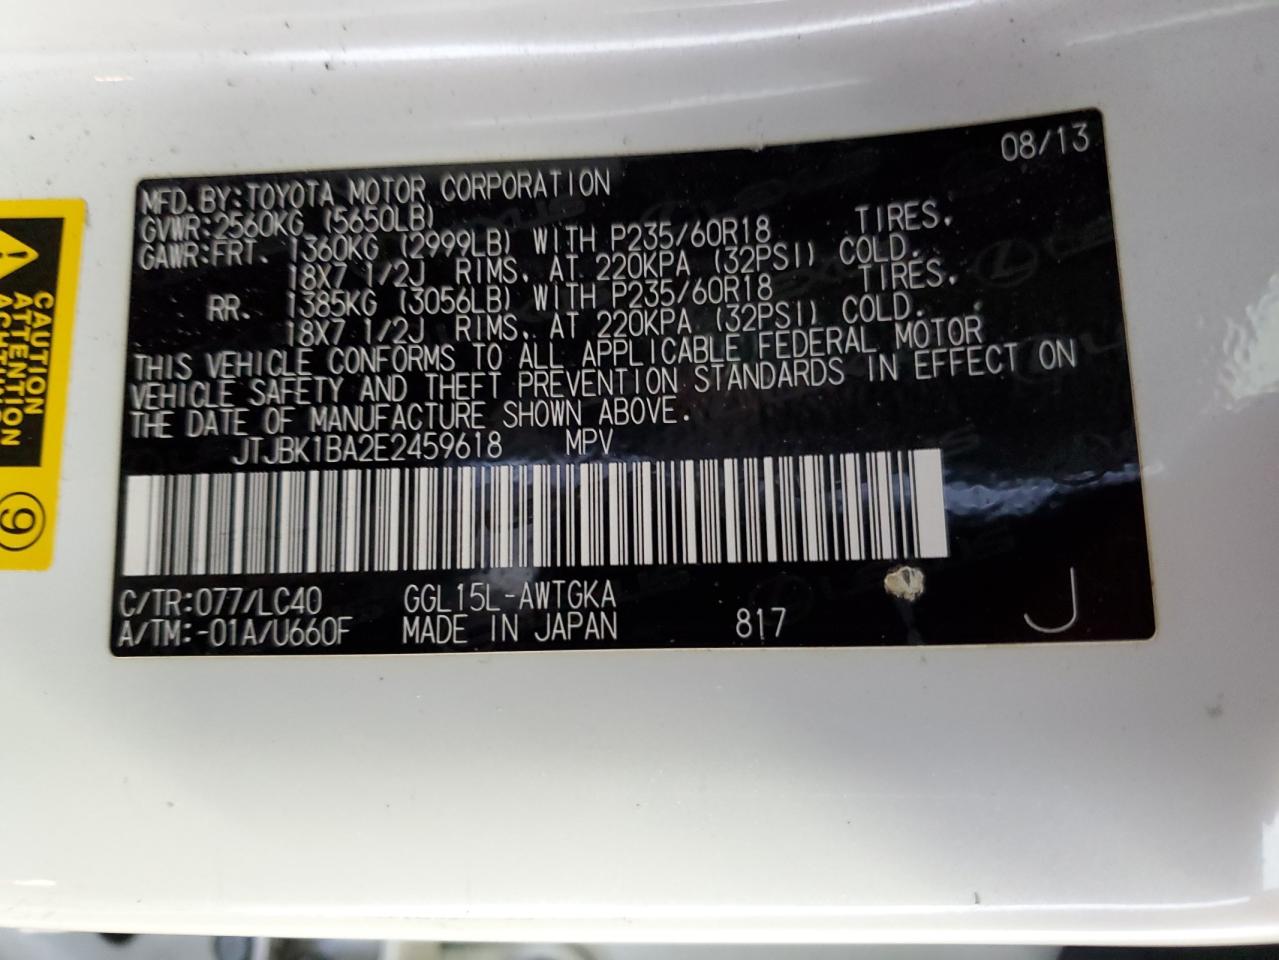 08/13
MFD.BY:TOYOTA MOTOR CORPORATION
GVWR:2560KG (5650LB)
GAWR:FRT. 1360KG (2999LB) WITH P235/60R18 TIRES.
18X7 1/2J RIMS. AT 220KPA (32PSI) COLD.
RR. 1385KG (3056LB) WITH P235/60R18 TIRES.
18X7 1/2J RIMS. AT 220KPA (32PSI) COLD.
THIS VEHICLE CONFORMS TO ALL APPLICABLE FEDERAL MOTOR
VEHICLE SAFETY AND THEFT PREVENTION STANDARDS IN EFFECT ON
THE DATE OF MANUFACTURE SHOWN ABOVE.
JTJBK1BA2E2459618 MPV
C/TR:077/LC40 GGL15L-AWTGKA
A/TM:-01A/U660F MADE IN JAPAN 817 J
CAUTION
ATTENTION
9